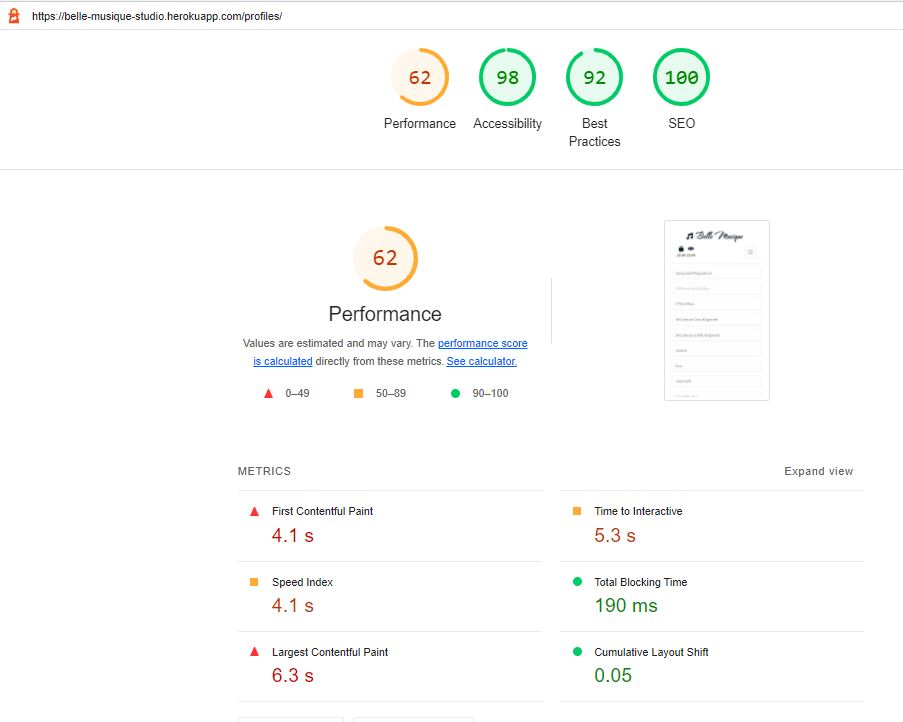 https://belle-musique-studio.herokuapp.com/profiles/
62
98
92
100
Performance
Accessibility
Best
Practices
SEO
62
Performance
Values are estimated and may vary. The performance score
is calculated directly from these metrics. See calculator.
0–49
50–89
90–100
Belle Musique
METRICS
Expand view
First Contentful Paint
4.1 s
Time to Interactive
5.3 s
Speed Index
4.1 s
Total Blocking Time
190 ms
Largest Contentful Paint
6.3 s
Cumulative Layout Shift
0.05